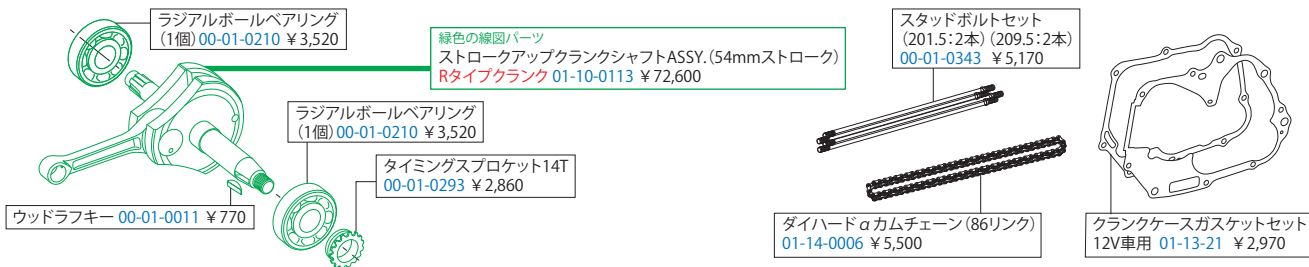 ラジアルボールベアリング
(1個) 00-01-0210 ¥3,520
緑色の線図パーツ
ストロークアップクランクシャフトASSY.(54mmストローク)
Rタイプクランク 01-10-0113 ¥72,600
ラジアルボールベアリング
(1個) 00-01-0210 ¥3,520
タイミングスプロケット14T
00-01-0293 ¥2,860
ウッドラフキー 00-01-0011 ¥770
スタッドボルトセット
(201.5:2本) (209.5:2本)
00-01-0343 ¥5,170
ダイハードαカムチェーン(86リンク)
01-14-0006 ¥5,500
クランクケースガスケットセット
12V車用 01-13-21 ¥2,970